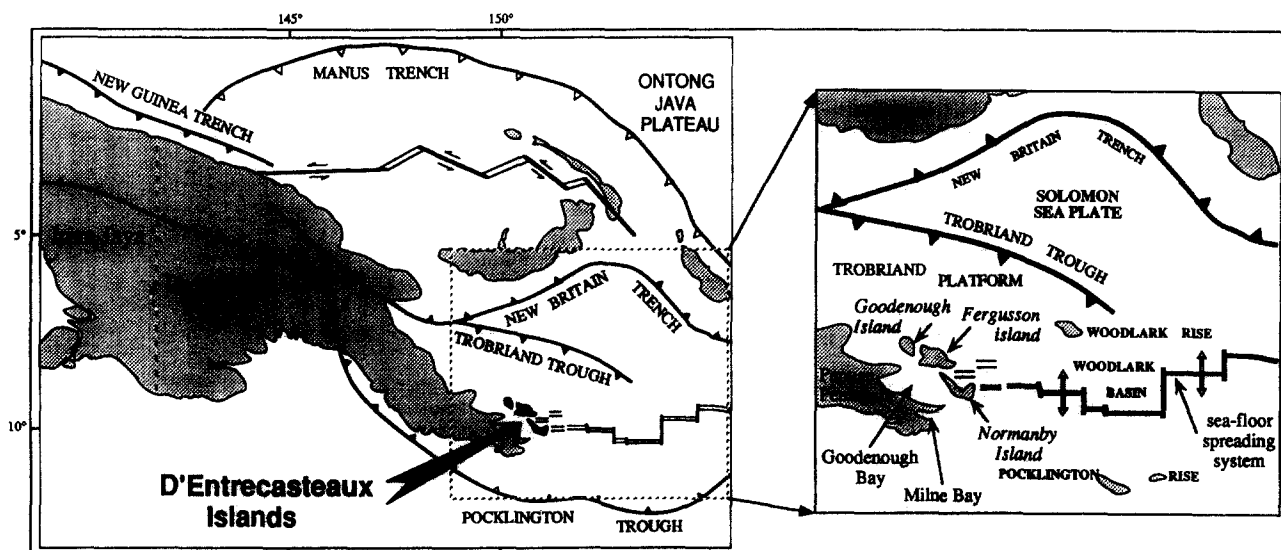 145°
150°
MANUS TRENCH
ONTONG
JAVA
PLATEAU
NEW GUINEA TRENCH
5°
NEW BRITAIN TRENCH
TROBRIAND TROUGH
10°
D'Entrecasteaux
Islands
POCKLINGTON TROUGH
NEW BRITAIN TRENCH
SOLOMON
SEA PLATE
TROBRIAND TROUGH
TROBRIAND
PLATFORM
Goodenough
Island
Fergusson
island
WOODLARK RISE
WOODLARK
BASIN
Normanby
Island
sea-floor
spreading
system
Goodenough
Bay
Milne Bay
POCKLINGTON RISE